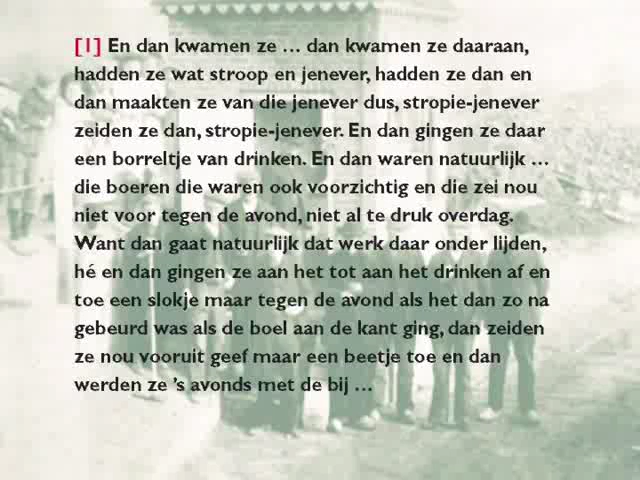 [1] En dan kwamen ze … dan kwamen ze daaraan,
hadden ze wat stroop en jenever, hadden ze dan en
dan maakten ze van die jenever dus, stropie-jenever
zeiden ze dan, stropie-jenever. En dan gingen ze daar
een borreltje van drinken. En dan waren natuurlijk …
die boeren die waren ook voorzichtig en die zei nou
niet voor tegen de avond, niet al te druk overdag.
Want dan gaat natuurlijk dat werk daar onder lijden,
hé en dan gingen ze aan het tot aan het drinken af en
toe een slokje maar tegen de avond als het dan zo na
gebeurd was als de boel aan de kant ging, dan zeiden
ze nou vooruit geef maar een beetje toe en dan
werden ze ’s avonds met de bij …